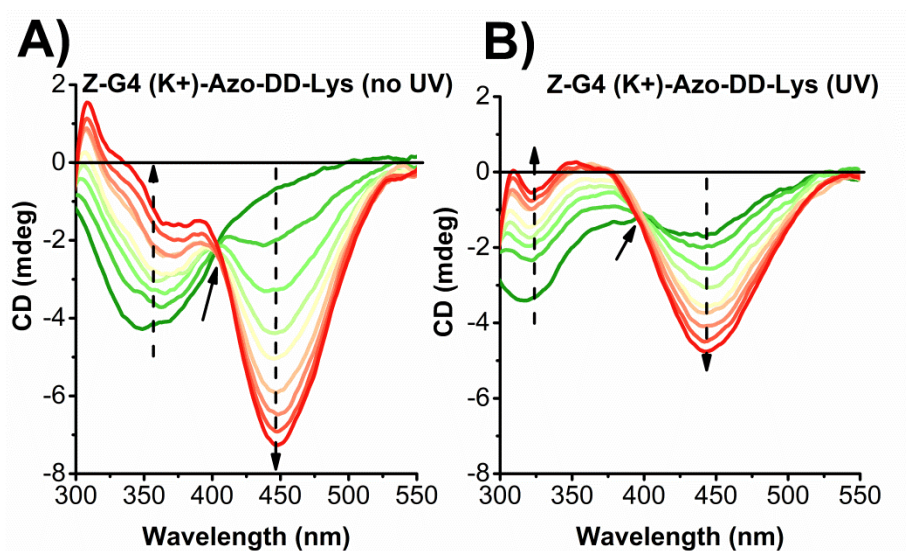 A)
Z-G4 (K+)-Azo-DD-Lys (no UV)
CD (mdeg)
2
0
-2
-4
-6
-8
300 350 400 450 500 550
Wavelength (nm)
B)
Z-G4 (K+)-Azo-DD-Lys (UV)
CD (mdeg)
2
0
-2
-4
-6
-8
300 350 400 450 500 550
Wavelength (nm)